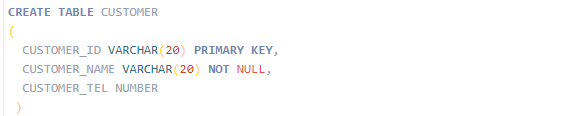 CREATE TABLE CUSTOMER
(
CUSTOMER_ID VARCHAR(20) PRIMARY KEY,
CUSTOMER_NAME VARCHAR(20) NOT NULL,
CUSTOMER_TEL NUMBER
)